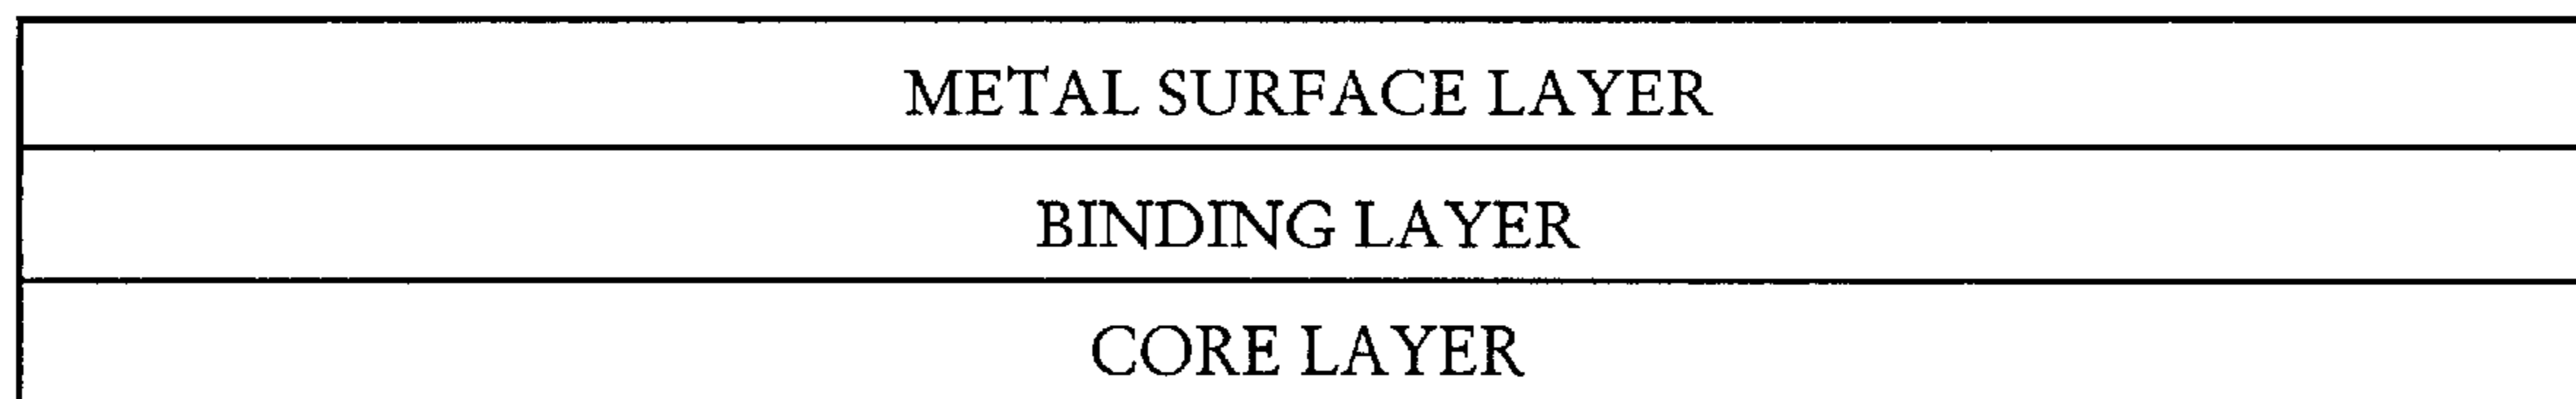 METAL SURFACE LAYER
BINDING LAYER
CORE LAYER